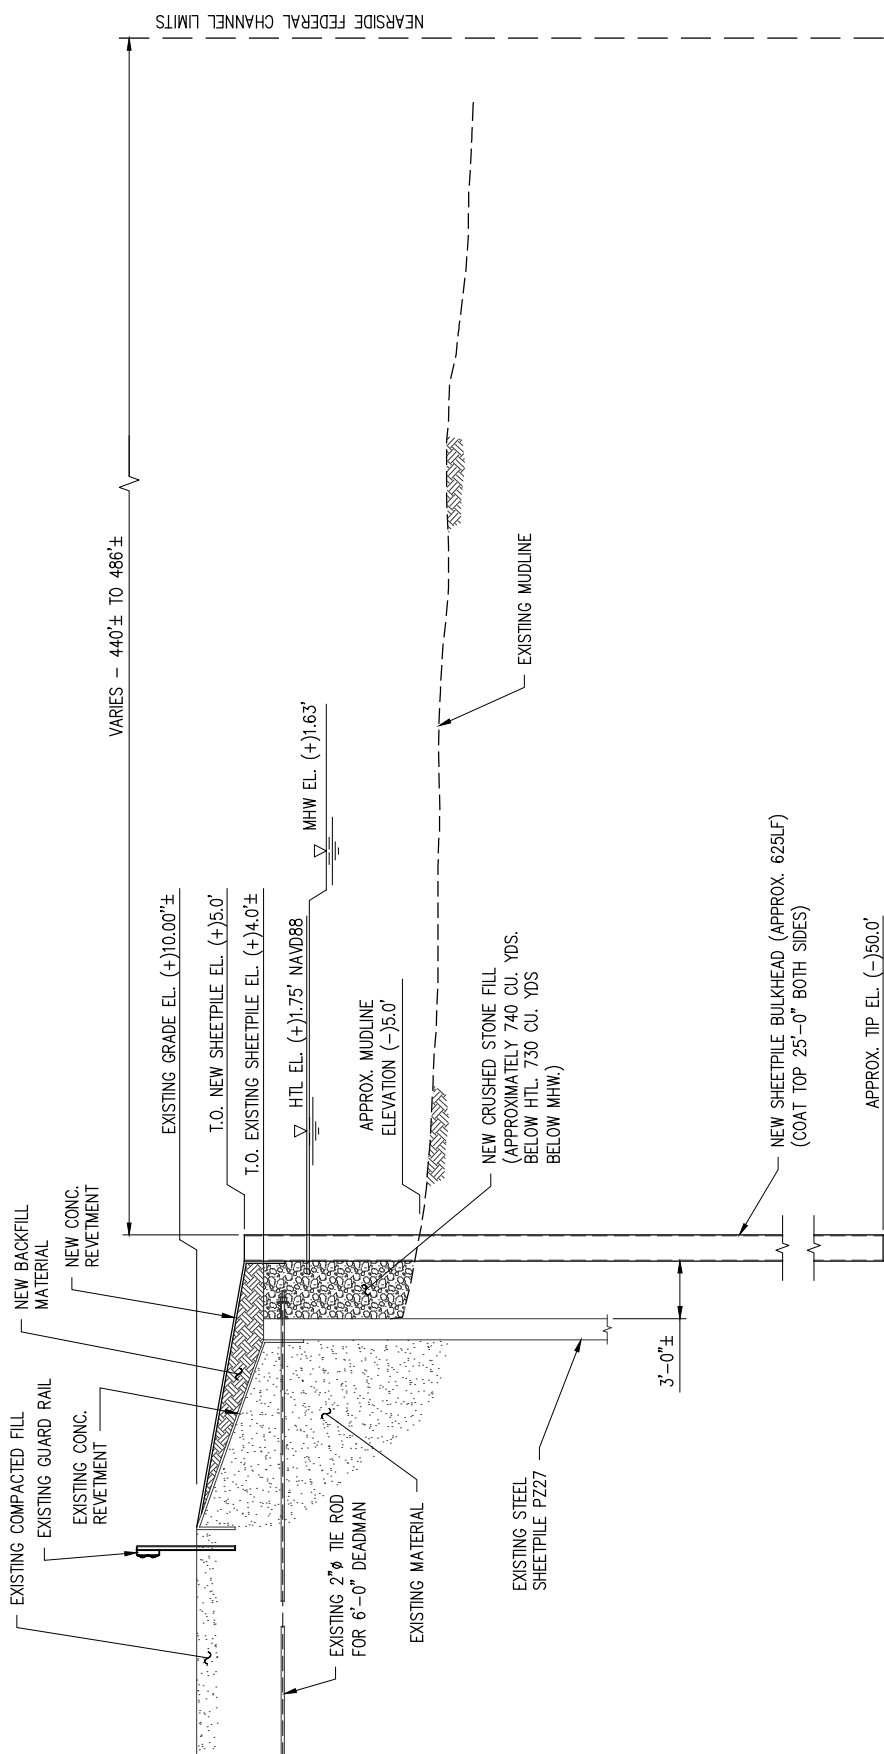 NEARSIDE FEDERAL CHANNEL LIMITS
VARIES - 440'± TO 486'±
EXISTING COMPACTED FILL
EXISTING GUARD RAIL
EXISTING CONC.
REVETMENT
NEW BACKFILL
MATERIAL
NEW CONC.
REVETMENT
EXISTING GRADE EL. (+)10.00"±
T.O. NEW SHEETPILE EL. (+)5.0'
T.O. EXISTING SHEETPILE EL. (+)4.0'±
HTL EL. (+)1.75' NAVD88
MHW EL. (+)1.63'
APPROX. MUDLINE
ELEVATION (-)5.0'
EXISTING MUDLINE
NEW CRUSHED STONE FILL
(APPROXIMATELY 740 CU. YDS.
BELOW HTL. 730 CU. YDS
BELOW MHW.)
EXISTING 2"ø TIE ROD
FOR 6'-0" DEADMAN
EXISTING MATERIAL
EXISTING STEEL
SHEETPILE PZ27
3'-0"±
NEW SHEETPILE BULKHEAD (APPROX. 625LF)
(COAT TOP 25'-0" BOTH SIDES)
APPROX. TIP EL. (-)50.0'